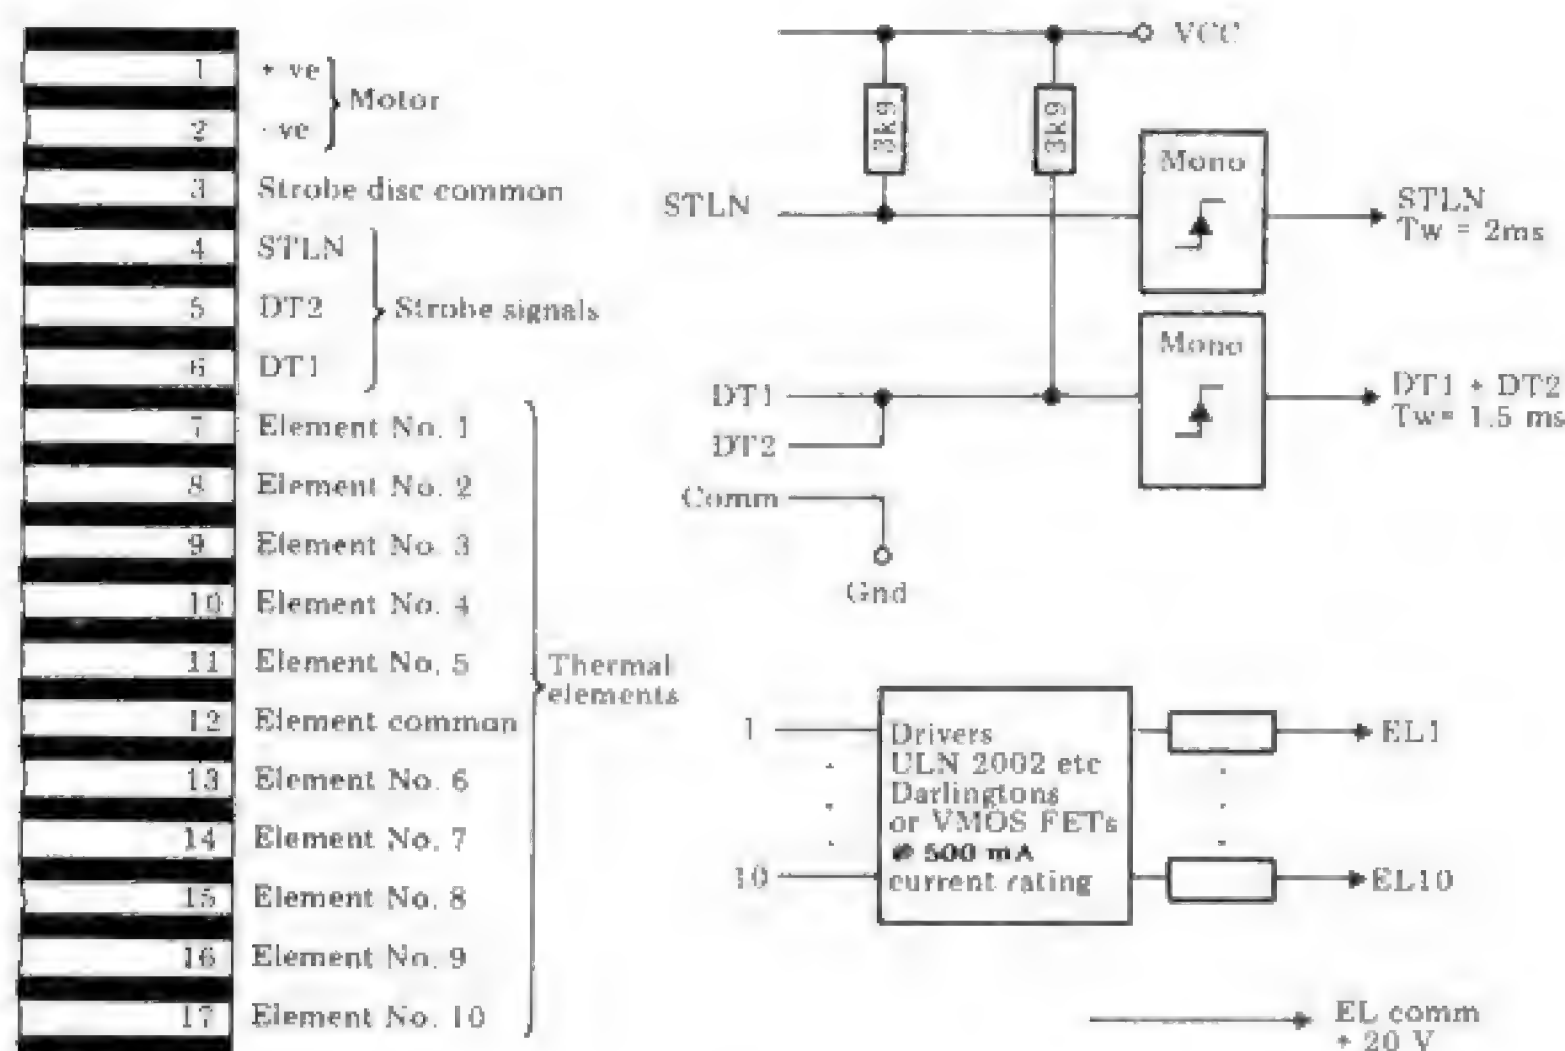 1 + ve
Motor
2 - ve
3 Strobe disc common
4 STLN
5 DT2
Strobe signals
6 DT1
7 Element No. 1
8 Element No. 2
9 Element No. 3
10 Element No. 4
11 Element No. 5
Thermal
elements
12 Element common
13 Element No. 6
14 Element No. 7
15 Element No. 8
16 Element No. 9
17 Element No. 10
VCC
3k9
3k9
Mono
STLN
STLN
Tw = 2ms
Mono
DT1
DT2
DT1 + DT2
Tw= 1.5 ms
Comm
Gnd
1
Drivers
ULN 2002 etc
Darlingtons
or VMOS FETs
@ 500 mA
current rating
10
EL1
EL10
EL comm
+ 20 V